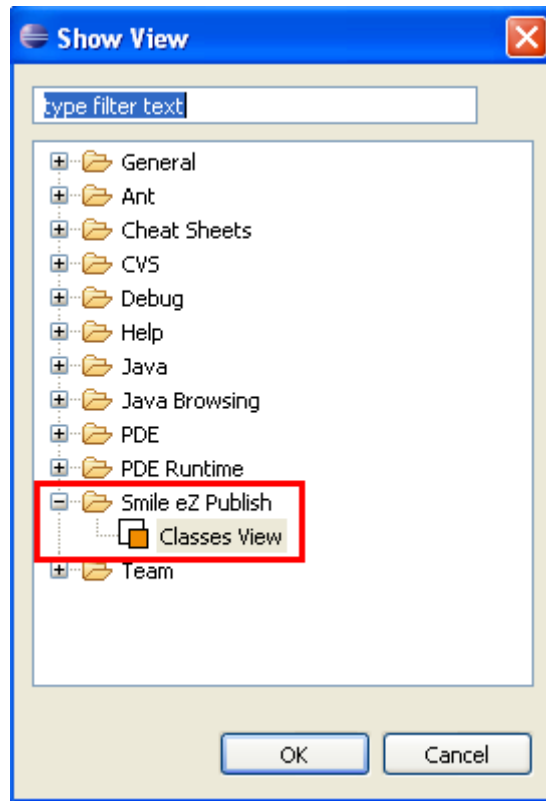 Show View
type filter text
General
Ant
Cheat Sheets
CVS
Debug
Help
Java
Java Browsing
PDE
PDE Runtime
Smile eZ Publish
Classes View
Team
OK Cancel